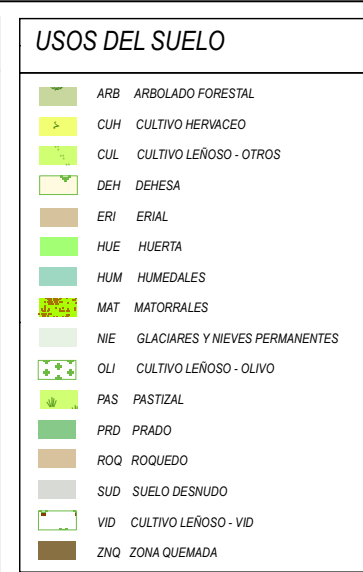 USOS DEL SUELO
ARB ARBOLADO FORESTAL
CUH CULTIVO HERVACEO
CUL CULTIVO LEÑOSO - OTROS
DEH DEHESA
ERI ERIAL
HUE HUERTA
HUM HUMEDALES
MAT MATORRALES
NIE GLACIARES Y NIEVES PERMANENTES
OLI CULTIVO LEÑOSO - OLIVO
PAS PASTIZAL
PRD PRADO
ROQ ROQUEDO
SUD SUELO DESNUDO
VID CULTIVO LEÑOSO - VID
ZNQ ZONA QUEMADA